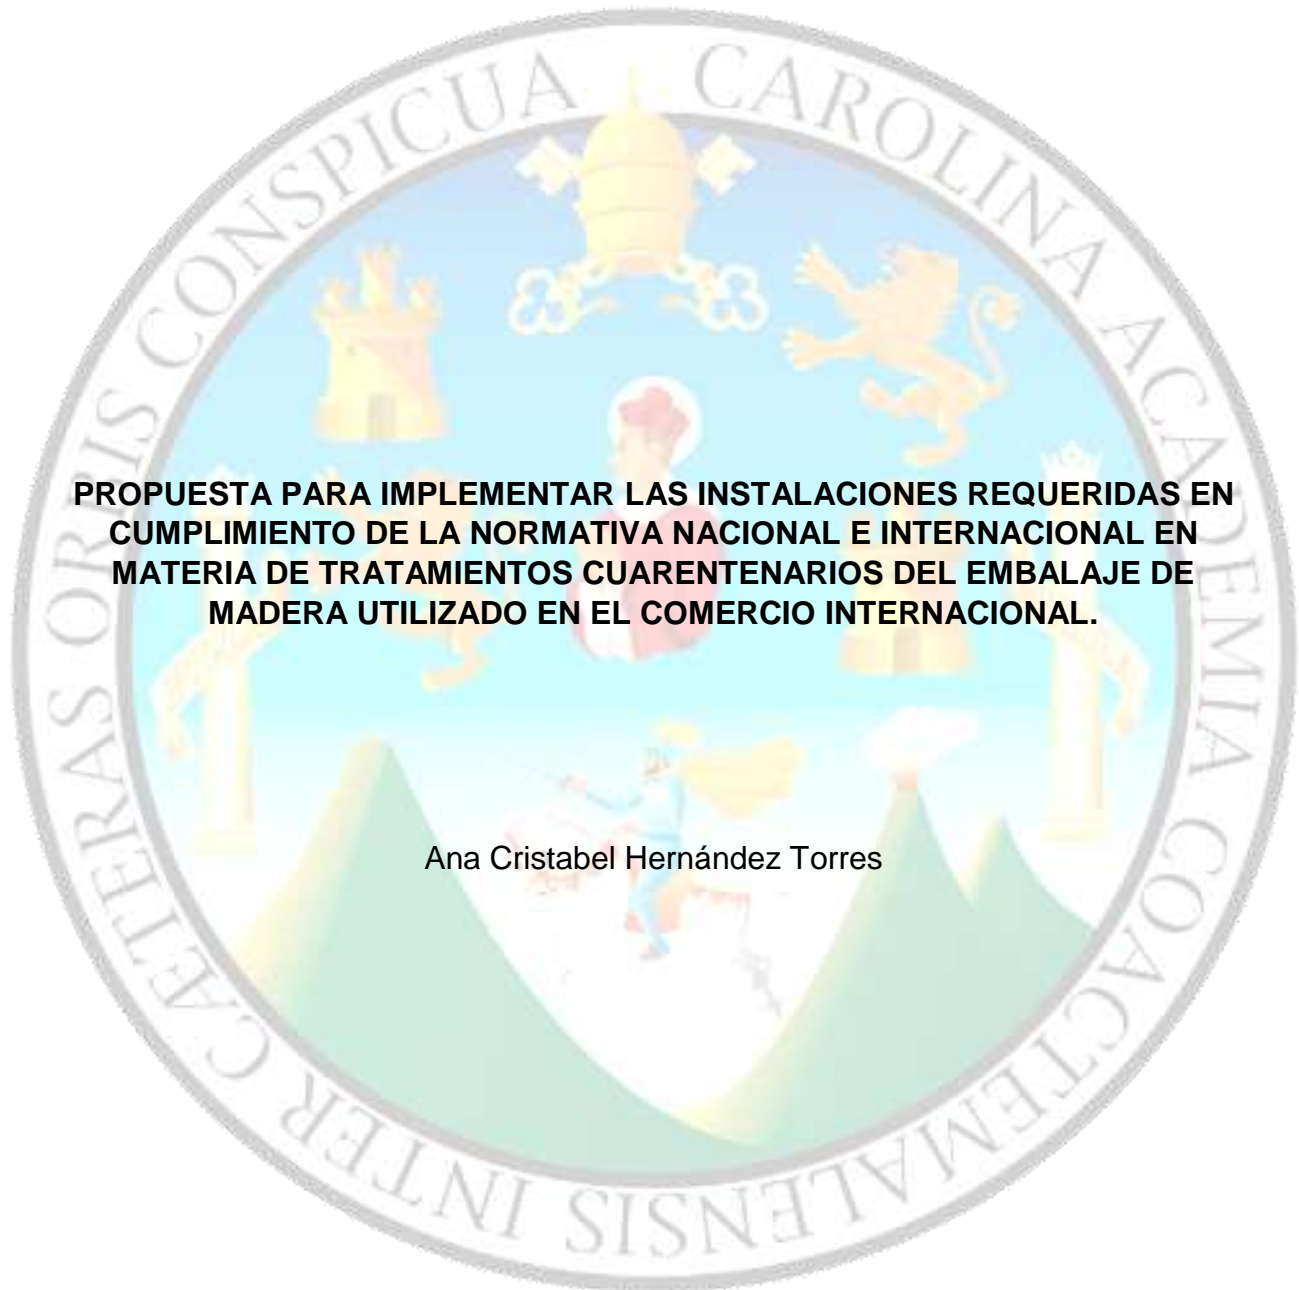 CAROLINA ACADEMIA COACTEMALENSIS INTER CÆTERAS ORBIS CONSPICUA
PROPUESTA PARA IMPLEMENTAR LAS INSTALACIONES REQUERIDAS EN
CUMPLIMIENTO DE LA NORMATIVA NACIONAL E INTERNACIONAL EN
MATERIA DE TRATAMIENTOS CUARENTENARIOS DEL EMBALAJE DE
MADERA UTILIZADO EN EL COMERCIO INTERNACIONAL.
Ana Cristabel Hernández Torres